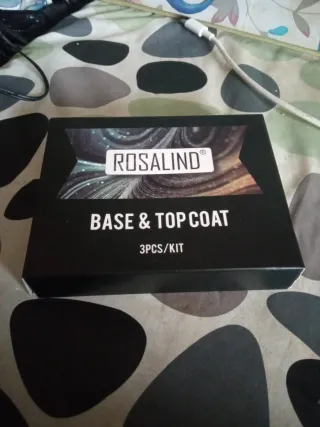 ROSALIND®
BASE & TOP COAT
3PCS/KIT